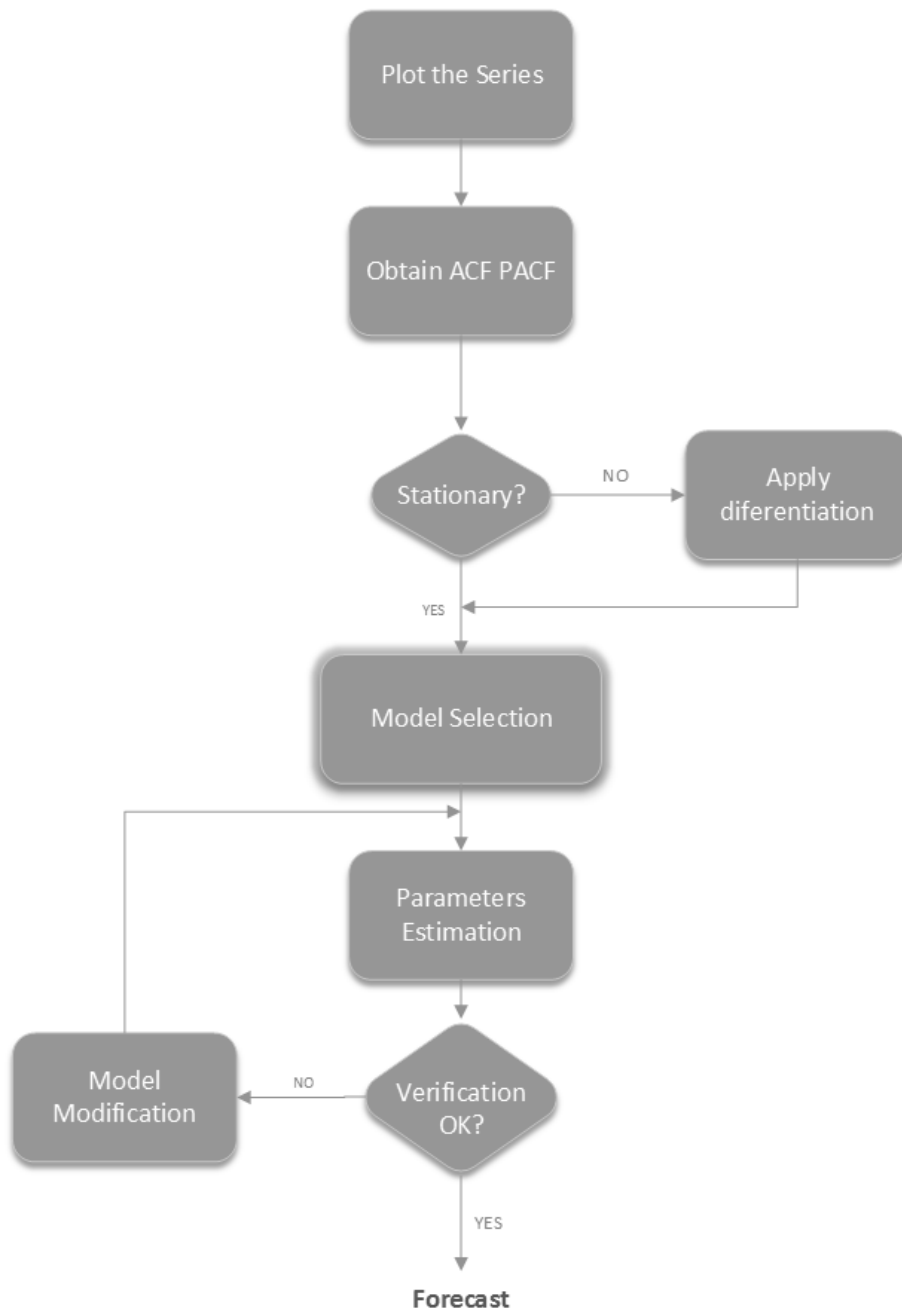 Plot the Series
Obtain ACF PACF
Stationary?
NO
Apply
diferentiation
YES
Model Selection
Parameters
Estimation
Verification
OK?
NO
Model
Modification
YES
Forecast